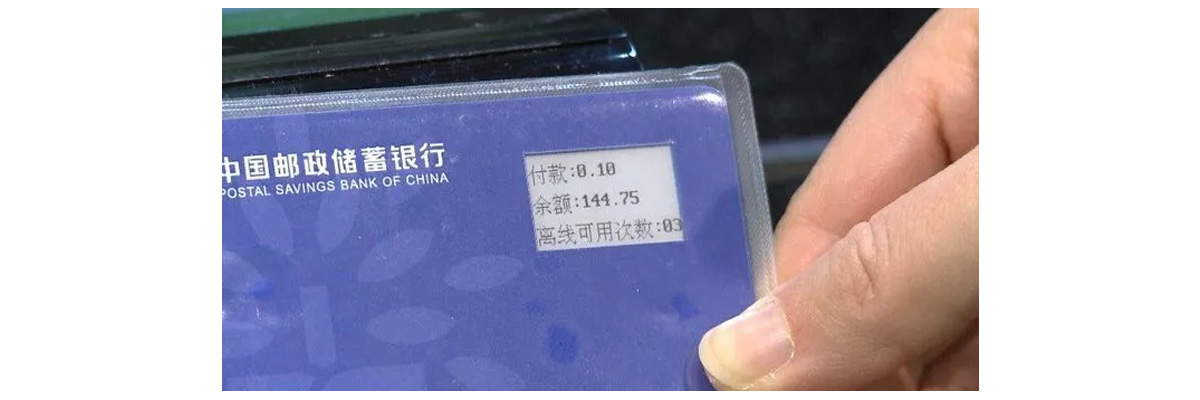 中国邮政储蓄银行
POSTAL SAVINGS BANK OF CHINA
付款:0.10
余额:144.75
离线可用次数:03